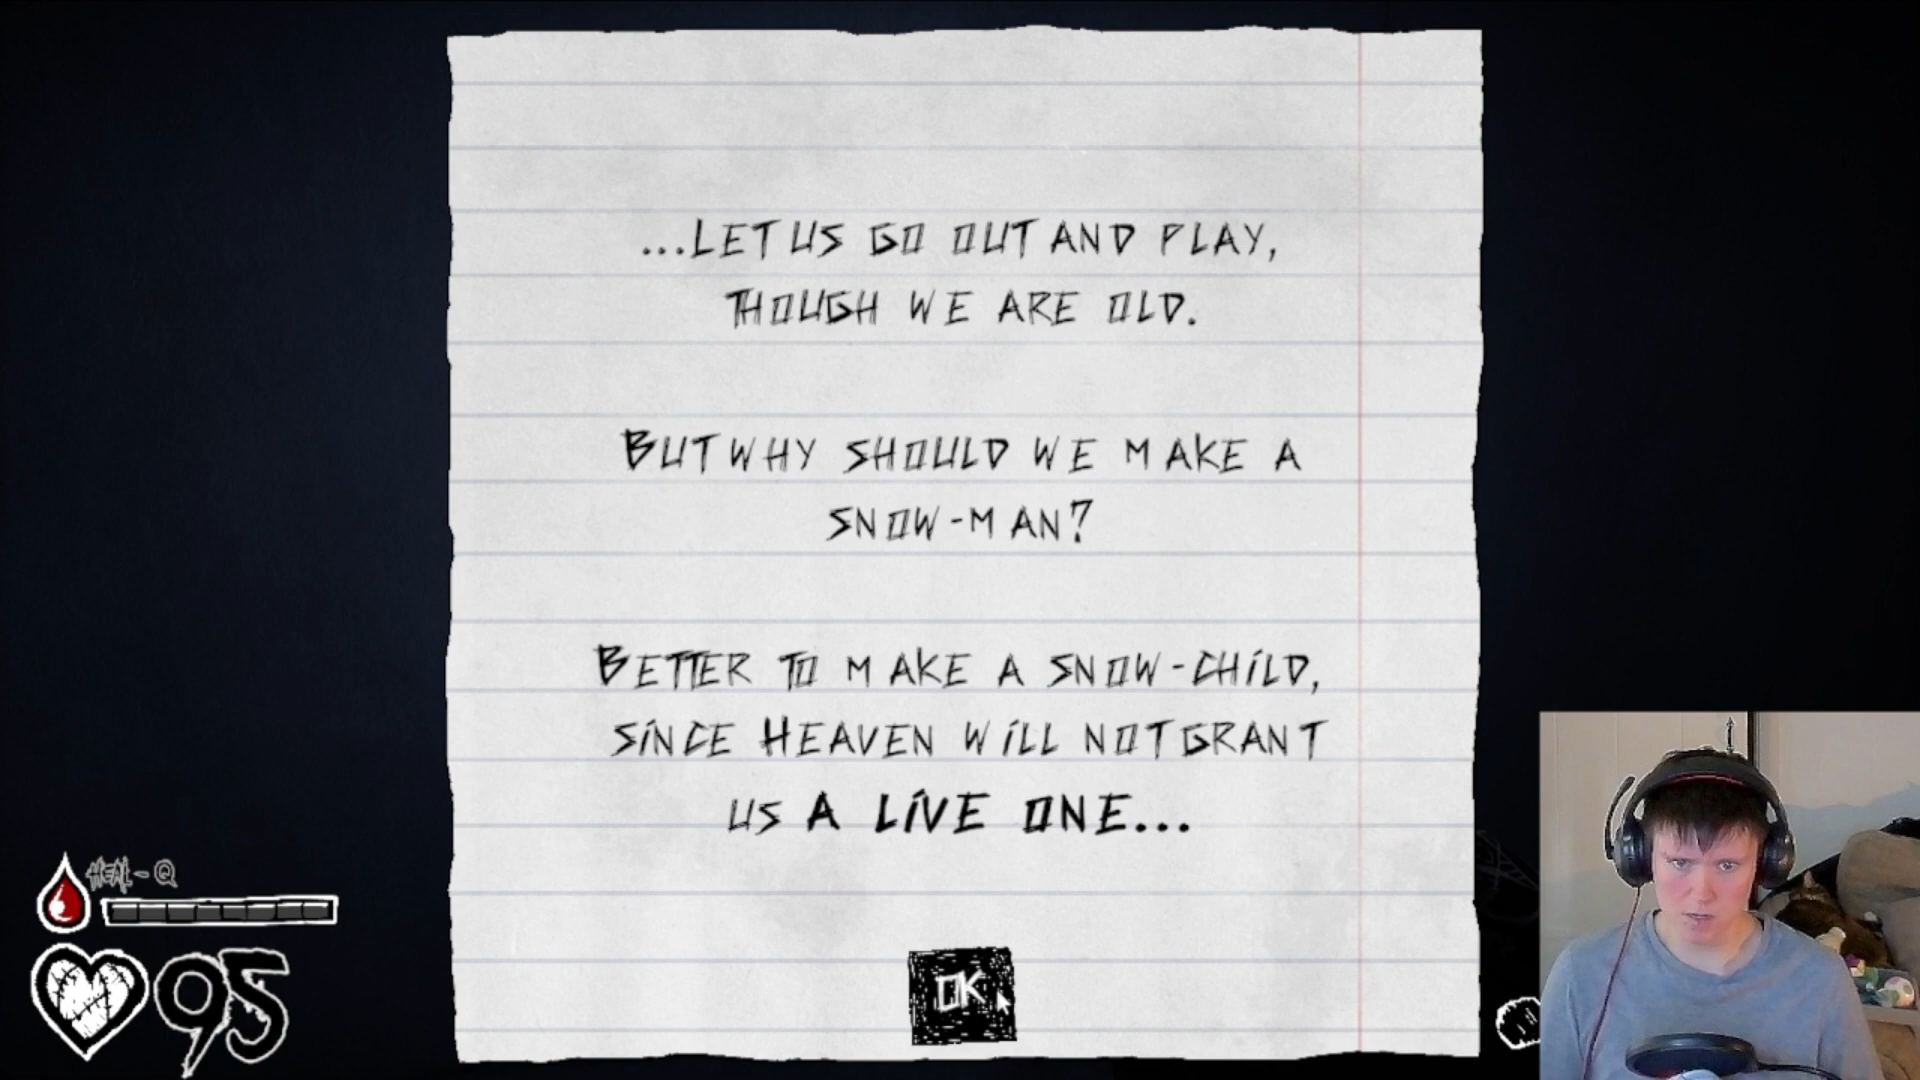 ...Let us go out and play,
though we are old.
But why should we make a
snow-man?
Better to make a snow-child,
since Heaven will not grant
us a live one...
Heal - Q
95
OK